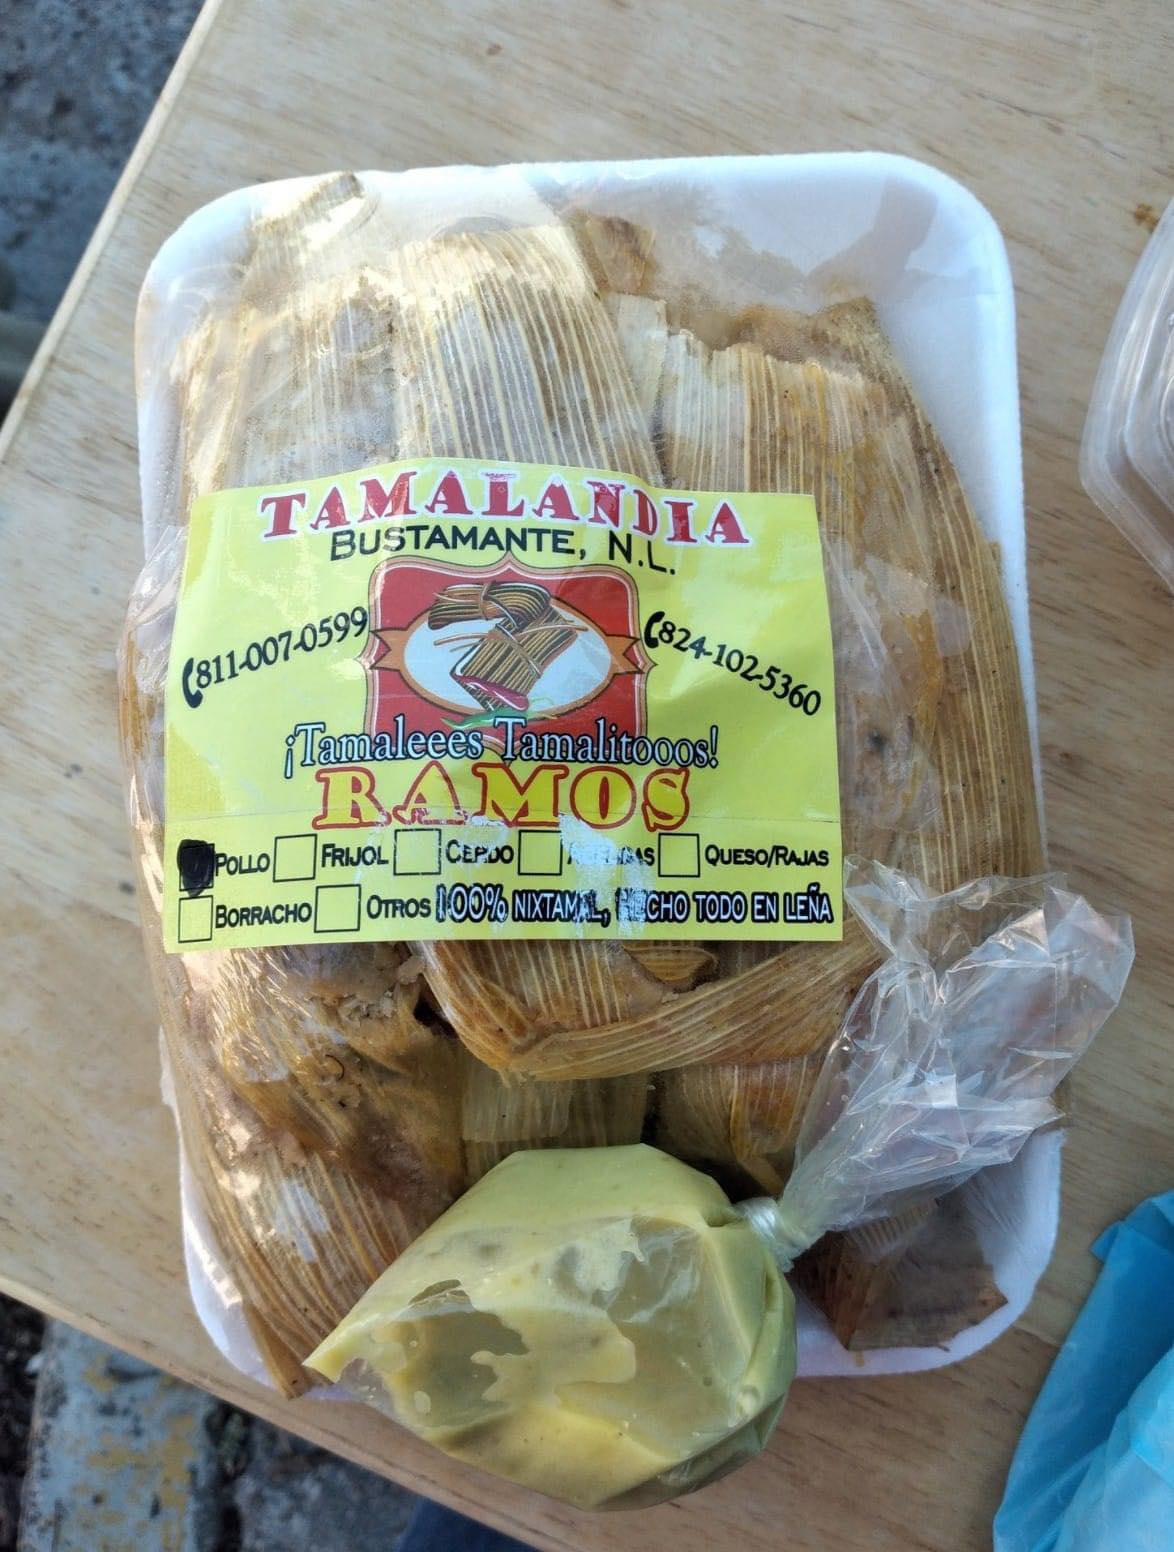 TAMALANDIA
BUSTAMANTE, N.L.
811-007-0599
824-102-5360
¡Tamaleees Tamalitooos!
RAMOS
POLLO FRIJOL CERDO QUESO/RAJAS
BORRACHO OTROS 100% NIXTAMAL, HECHO TODO EN LEÑA